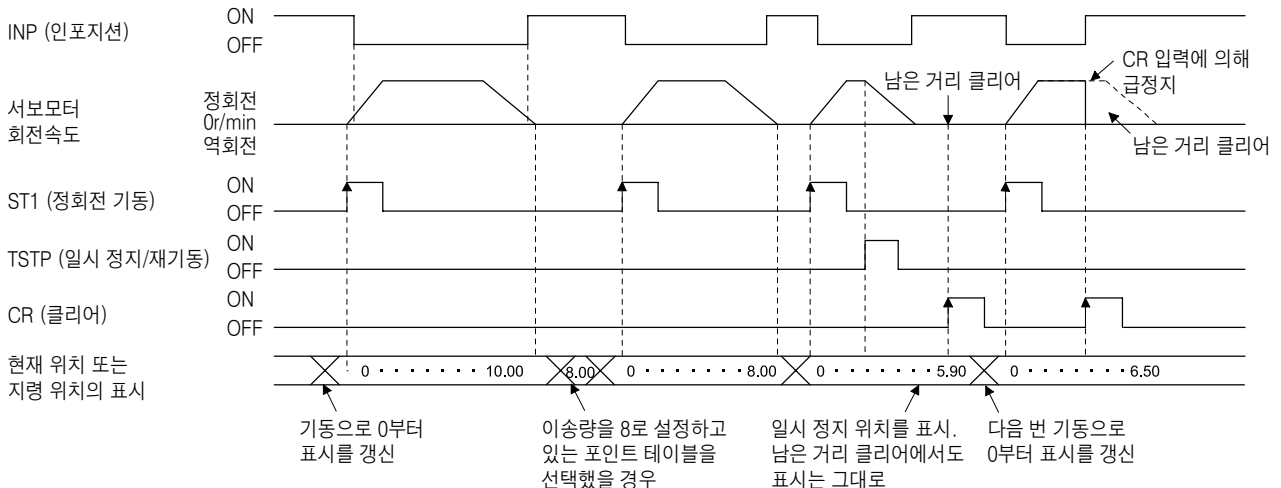 INP (인포지션)
ON
OFF
서보모터
회전속도
정회전
0r/min
역회전
남은 거리 클리어
CR 입력에 의해
급정지
남은 거리 클리어
ST1 (정회전 기동)
ON
OFF
TSTP (일시 정지/재기동)
ON
OFF
CR (클리어)
ON
OFF
현재 위치 또는
지령 위치의 표시
0 · · · · · · · 10.00
8.00
0 · · · · · · · 8.00
0 · · · · · · 5.90
0 · · · · · · 6.50
기동으로 0부터
표시를 갱신
이송량을 8로 설정하고
있는 포인트 테이블을
선택했을 경우
일시 정지 위치를 표시.
남은 거리 클리어에서도
표시는 그대로
다음 번 기동으로
0부터 표시를 갱신